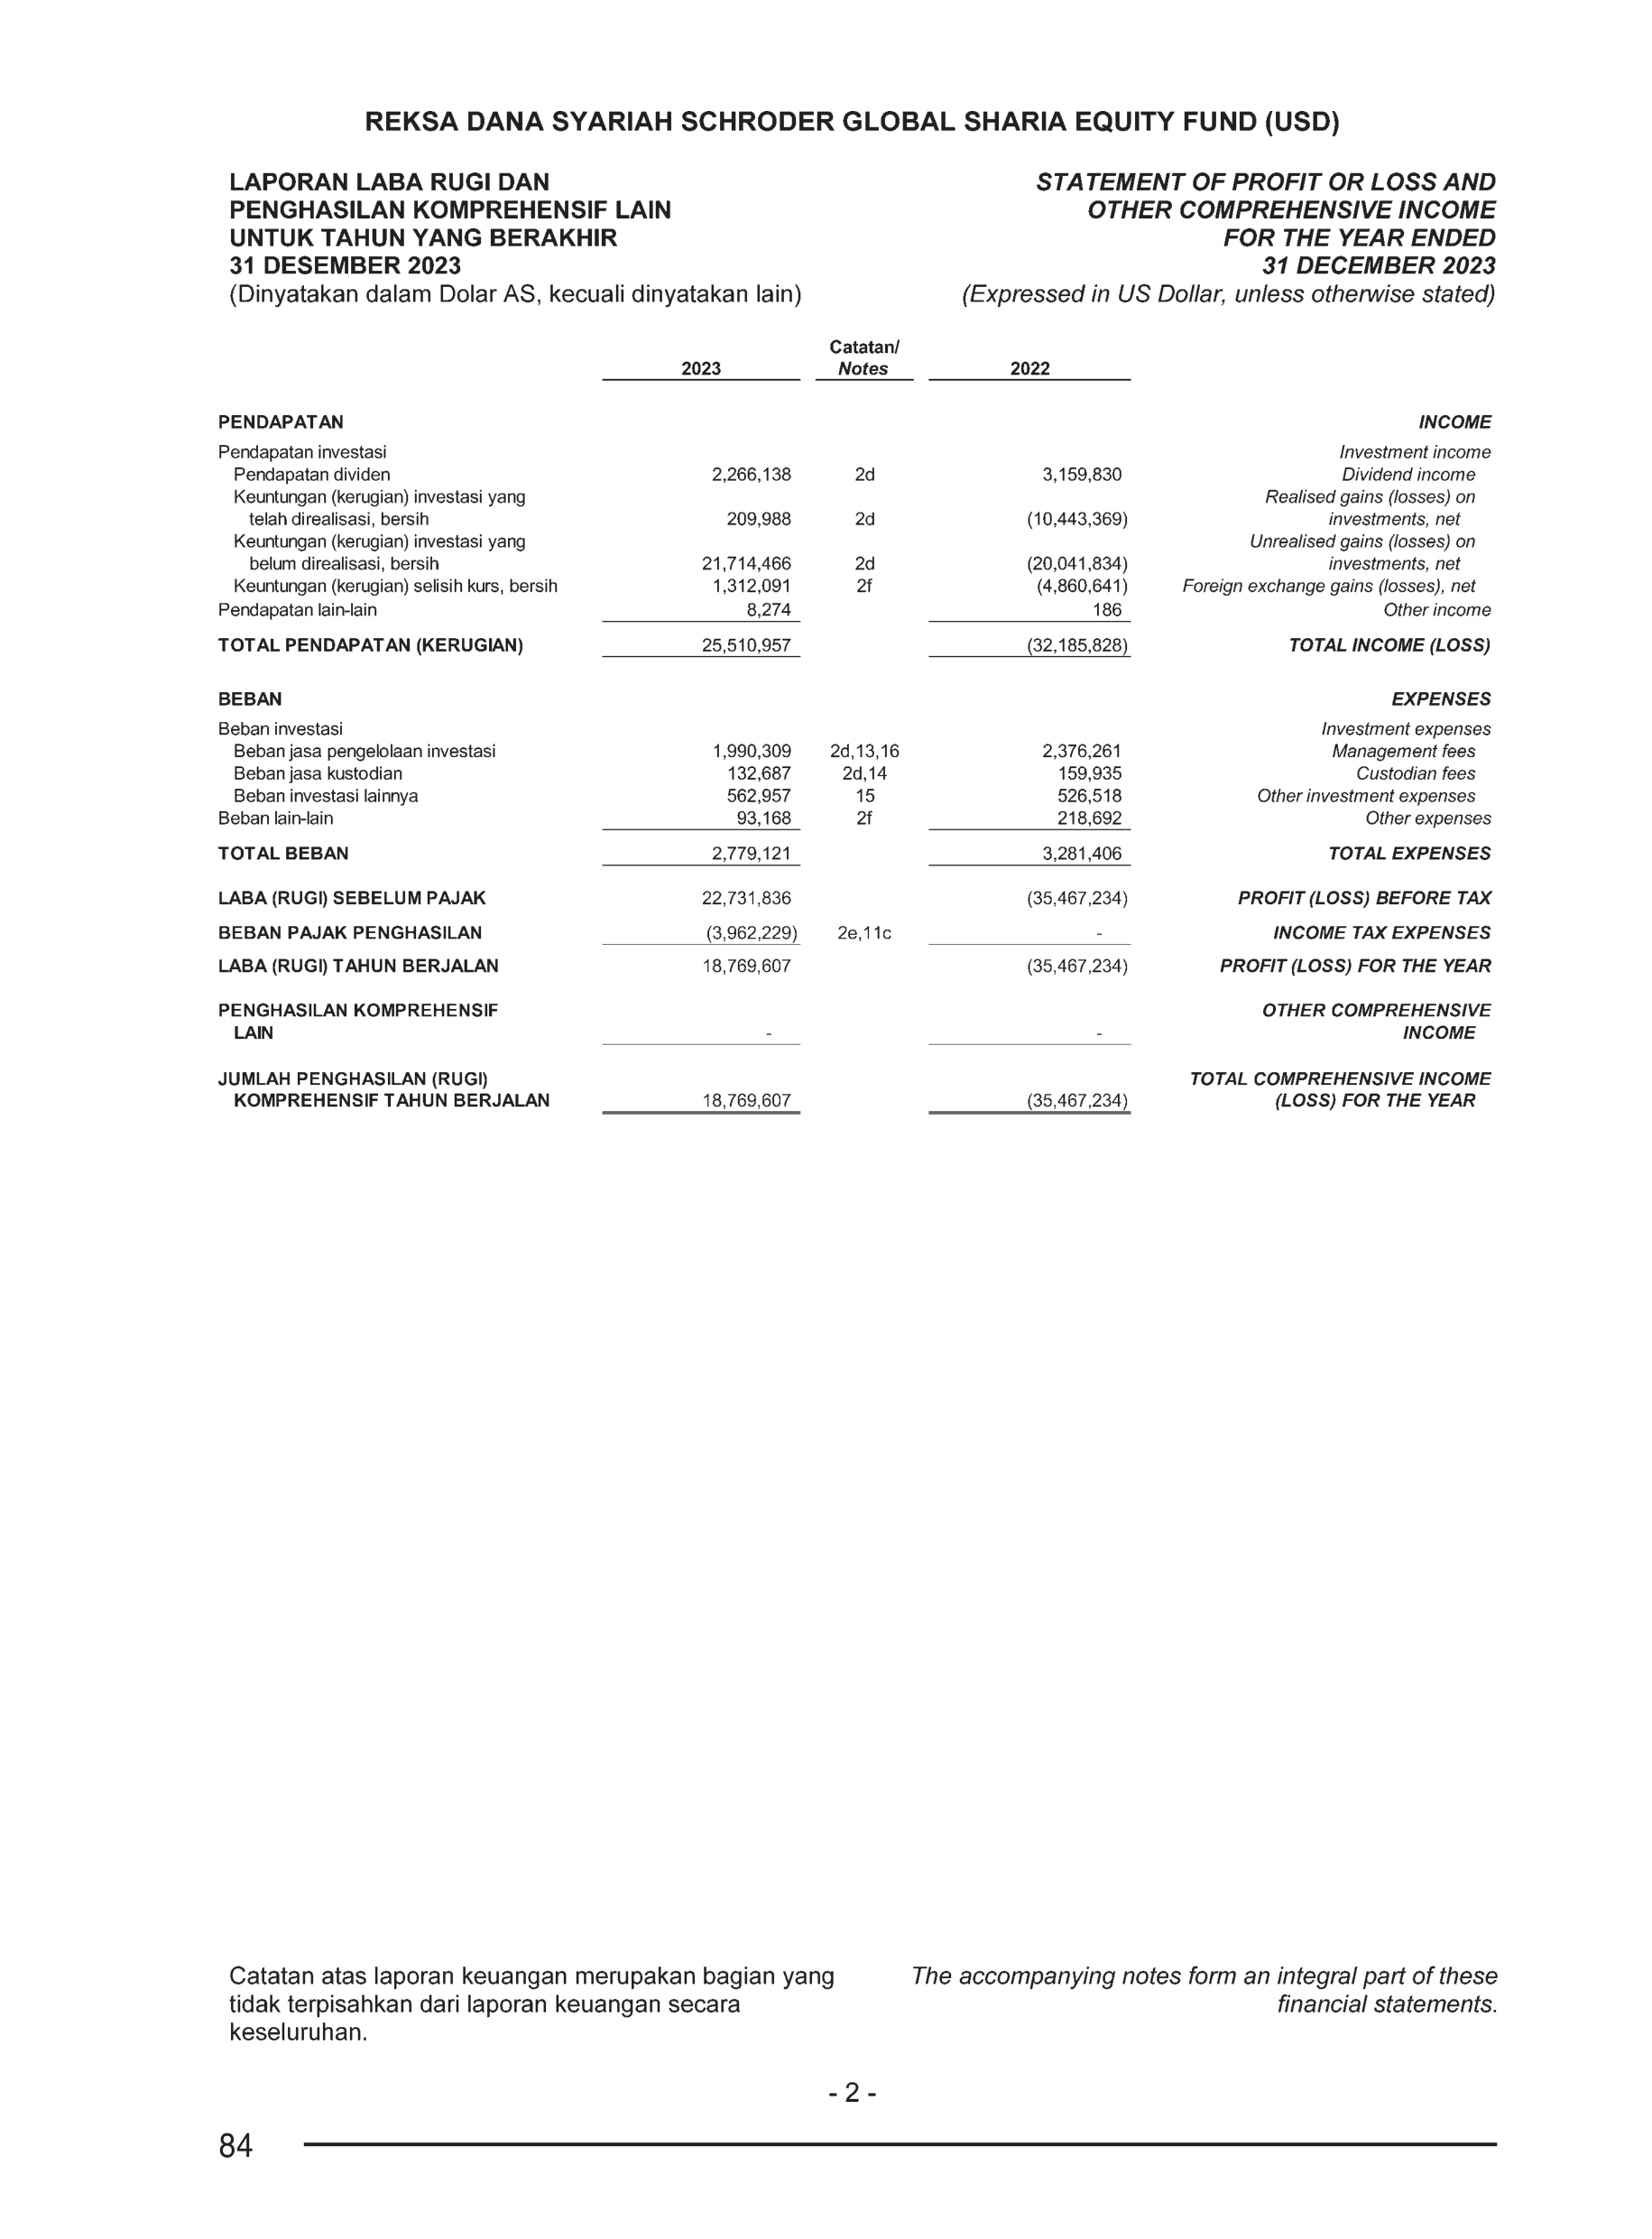 REKSA DANA SYARIAH SCHRODER GLOBAL SHARIA EQUITY FUND (USD)
LAPORAN LABA RUGI DAN STATEMENT OF PROFIT OR LOSS AND
PENGHASILAN KOMPREHENSIF LAIN OTHER COMPREHENSIVE INCOME
UNTUK TAHUN YANG BERAKHIR FOR THE YEAR ENDED
31 DESEMBER 2023 31 DECEMBER 2023
(Dinyatakan dalam Dolar AS, kecuali dinyatakan lain) (Expressed in US Dollar, unless otherwise stated)
Catatan/
2023 Notes 2022
PENDAPATAN INCOME
Pendapatan investasi Investment income
Pendapatan dividen 2,266,138 2d 3,159,830 Dividend income
Keuntungan (kerugian) investasi yang Realised gains (losses) on
telah direalisasi, bersih 209,988 2d (10,443,369) investments, net
Keuntungan (kerugian) investasi yang Unrealised gains (losses) on
belum direalisasi, bersih 21,714,466 2d (20,041,834) investments, net
Keuntungan (kerugian) selisih kurs, bersih 1,312,091 2f (4,860,641) Foreign exchange gains (losses), net
Pendapatan lain-lain 8,274 186 Other income
TOTAL PENDAPATAN (KERUGIAN) 25,510,957 (32,185,828) TOTAL INCOME (LOSS)
BEBAN EXPENSES
Beban investasi Investment expenses
Beban jasa pengelolaan investasi 1,990,309 2d,13,16 2,376,261 Management fees
Beban jasa kustodian 132,687 2d,14 159,935 Custodian fees
Beban investasi lainnya 562,957 15 526,518 Other investment expenses
Beban lain-lain 93,168 2f 218,692 Other expenses
TOTAL BEBAN 2,779,121 3,281,406 TOTAL EXPENSES
LABA (RUGI) SEBELUM PAJAK 22,731,836 (35,467,234) PROFIT (LOSS) BEFORE TAX
BEBAN PAJAK PENGHASILAN (3,962,229) 2e,11c - INCOME TAX EXPENSES
LABA (RUGI) TAHUN BERJALAN 18,769,607 (35,467,234) PROFIT (LOSS) FOR THE YEAR
PENGHASILAN KOMPREHENSIF OTHER COMPREHENSIVE
LAIN - - INCOME
JUMLAH PENGHASILAN (RUGI) TOTAL COMPREHENSIVE INCOME
KOMPREHENSIF TAHUN BERJALAN 18,769,607 (35,467,234) (LOSS) FOR THE YEAR
Catatan atas laporan keuangan merupakan bagian yang The accompanying notes form an integral part of these
tidak terpisahkan dari laporan keuangan secara financial statements.
keseluruhan.
- 2 -
84